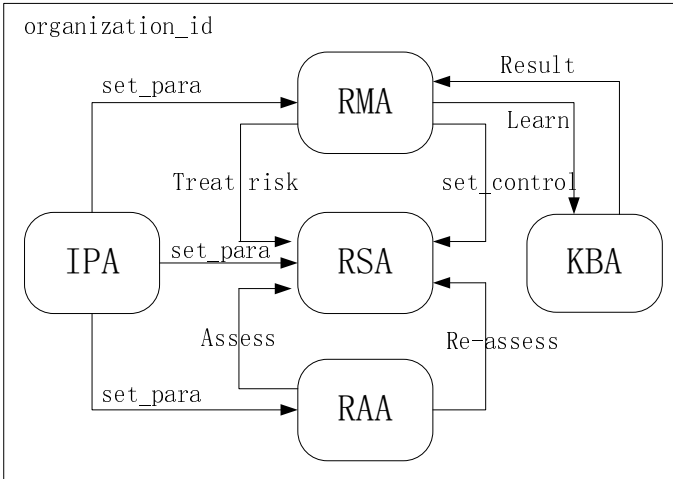 organization_id
Result
set_para
RMA
Learn
Treat risk
set_control
IPA
set_para
RSA
KBA
Assess
Re-assess
set_para
RAA